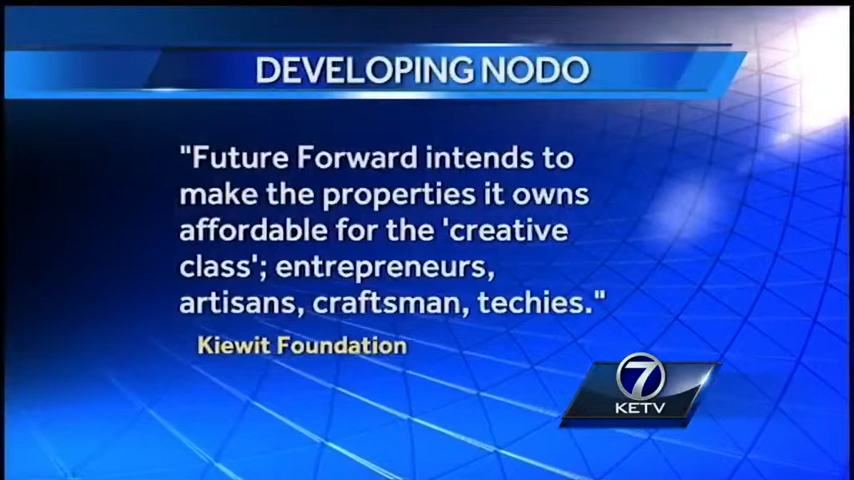 DEVELOPING NODO
"Future Forward intends to
make the properties it owns
affordable for the 'creative
class'; entrepreneurs,
artisans, craftsman, techies."
Kiewit Foundation
7
KETV